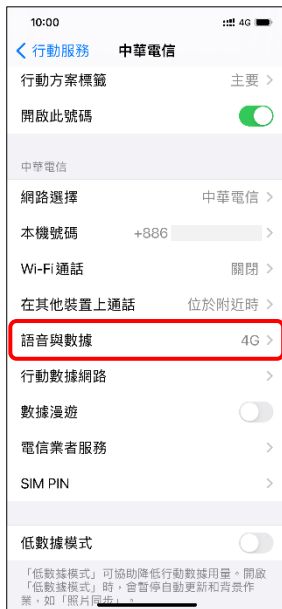 10:00
4G
行動服務
中華電信
行動方案標籤 主要
開啟此號碼
中華電信
網路選擇 中華電信
本機號碼 +886
Wi-Fi 通話 關閉
在其他裝置上通話 位於附近時
語音與數據 4G
行動數據網路
數據漫遊
電信業者服務
SIM PIN
低數據模式
「低數據模式」可協助降低行動數據用量。開啟
「低數據模式」時，會暫停自動更新和背景作
業，如「照片同步」。